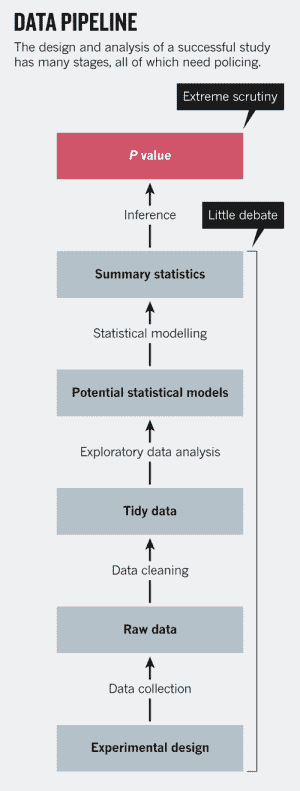 DATA PIPELINE
The design and analysis of a successful study
has many stages, all of which need policing.
Extreme scrutiny
P value
Inference
Little debate
Summary statistics
Statistical modelling
Potential statistical models
Exploratory data analysis
Tidy data
Data cleaning
Raw data
Data collection
Experimental design